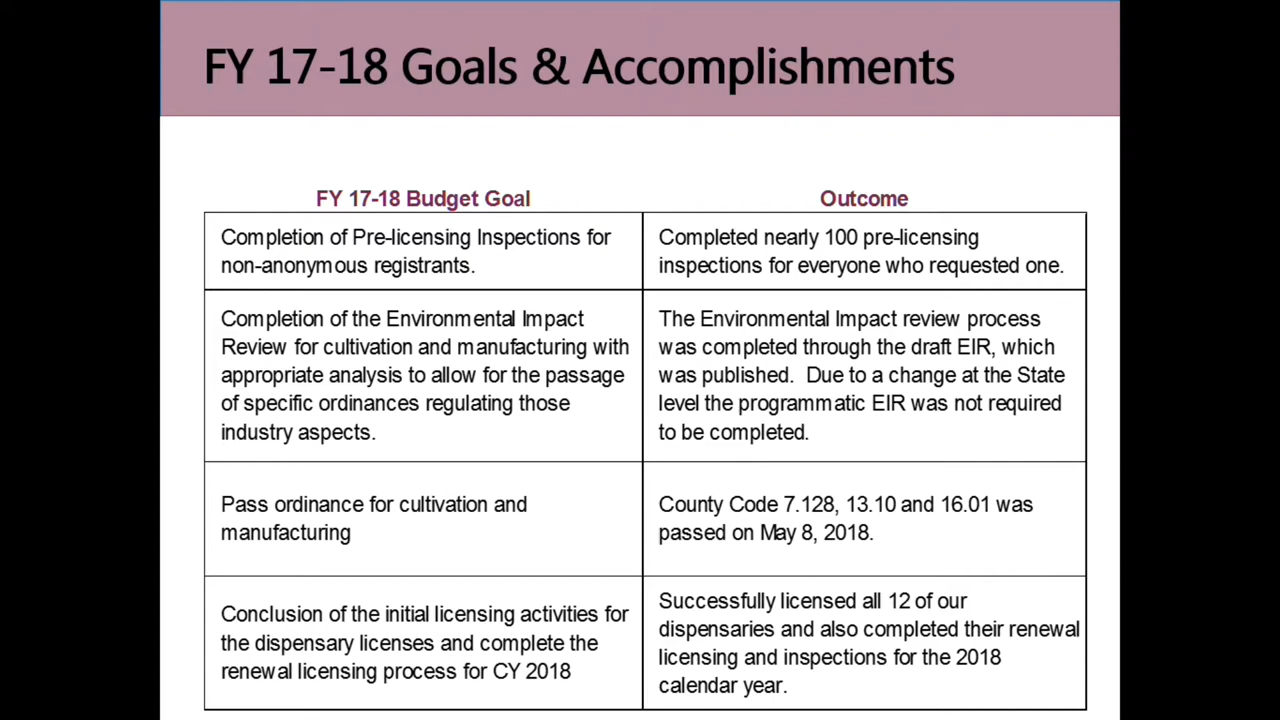 FY 17-18 Goals & Accomplishments
FY 17-18 Budget Goal
Outcome
Completion of Pre-licensing Inspections for
non-anonymous registrants.
Completed nearly 100 pre-licensing
inspections for everyone who requested one.
Completion of the Environmental Impact
Review for cultivation and manufacturing with
appropriate analysis to allow for the passage
of specific ordinances regulating those
industry aspects.
The Environmental Impact review process
was completed through the draft EIR, which
was published.  Due to a change at the State
level the programmatic EIR was not required
to be completed.
Pass ordinance for cultivation and
manufacturing
County Code 7.128, 13.10 and 16.01 was
passed on May 8, 2018.
Conclusion of the initial licensing activities for
the dispensary licenses and complete the
renewal licensing process for CY 2018
Successfully licensed all 12 of our
dispensaries and also completed their renewal
licensing and inspections for the 2018
calendar year.